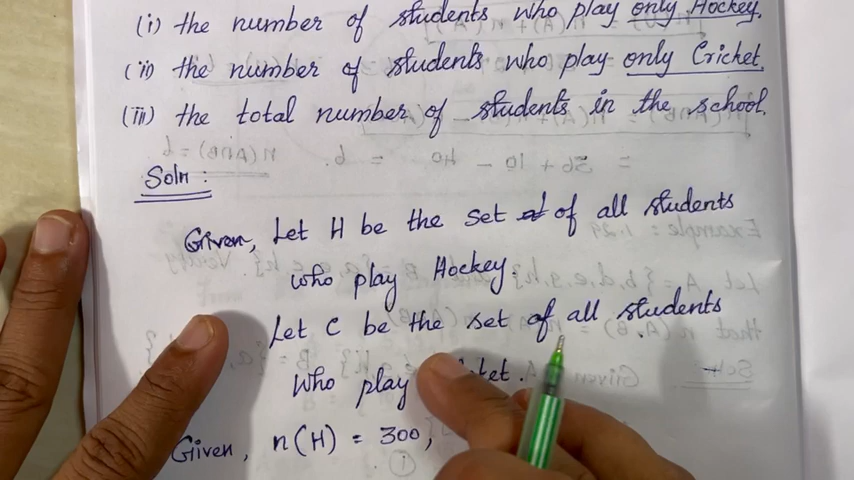 (i) the number of students who play only Hockey.
(ii) the number of students who play only Cricket.
(iii) the total number of students in the school.
Soln :
Given, Let H be the set of all students
who play Hockey.
Let C be the set of all students
who play
Given, n(H) = 300,